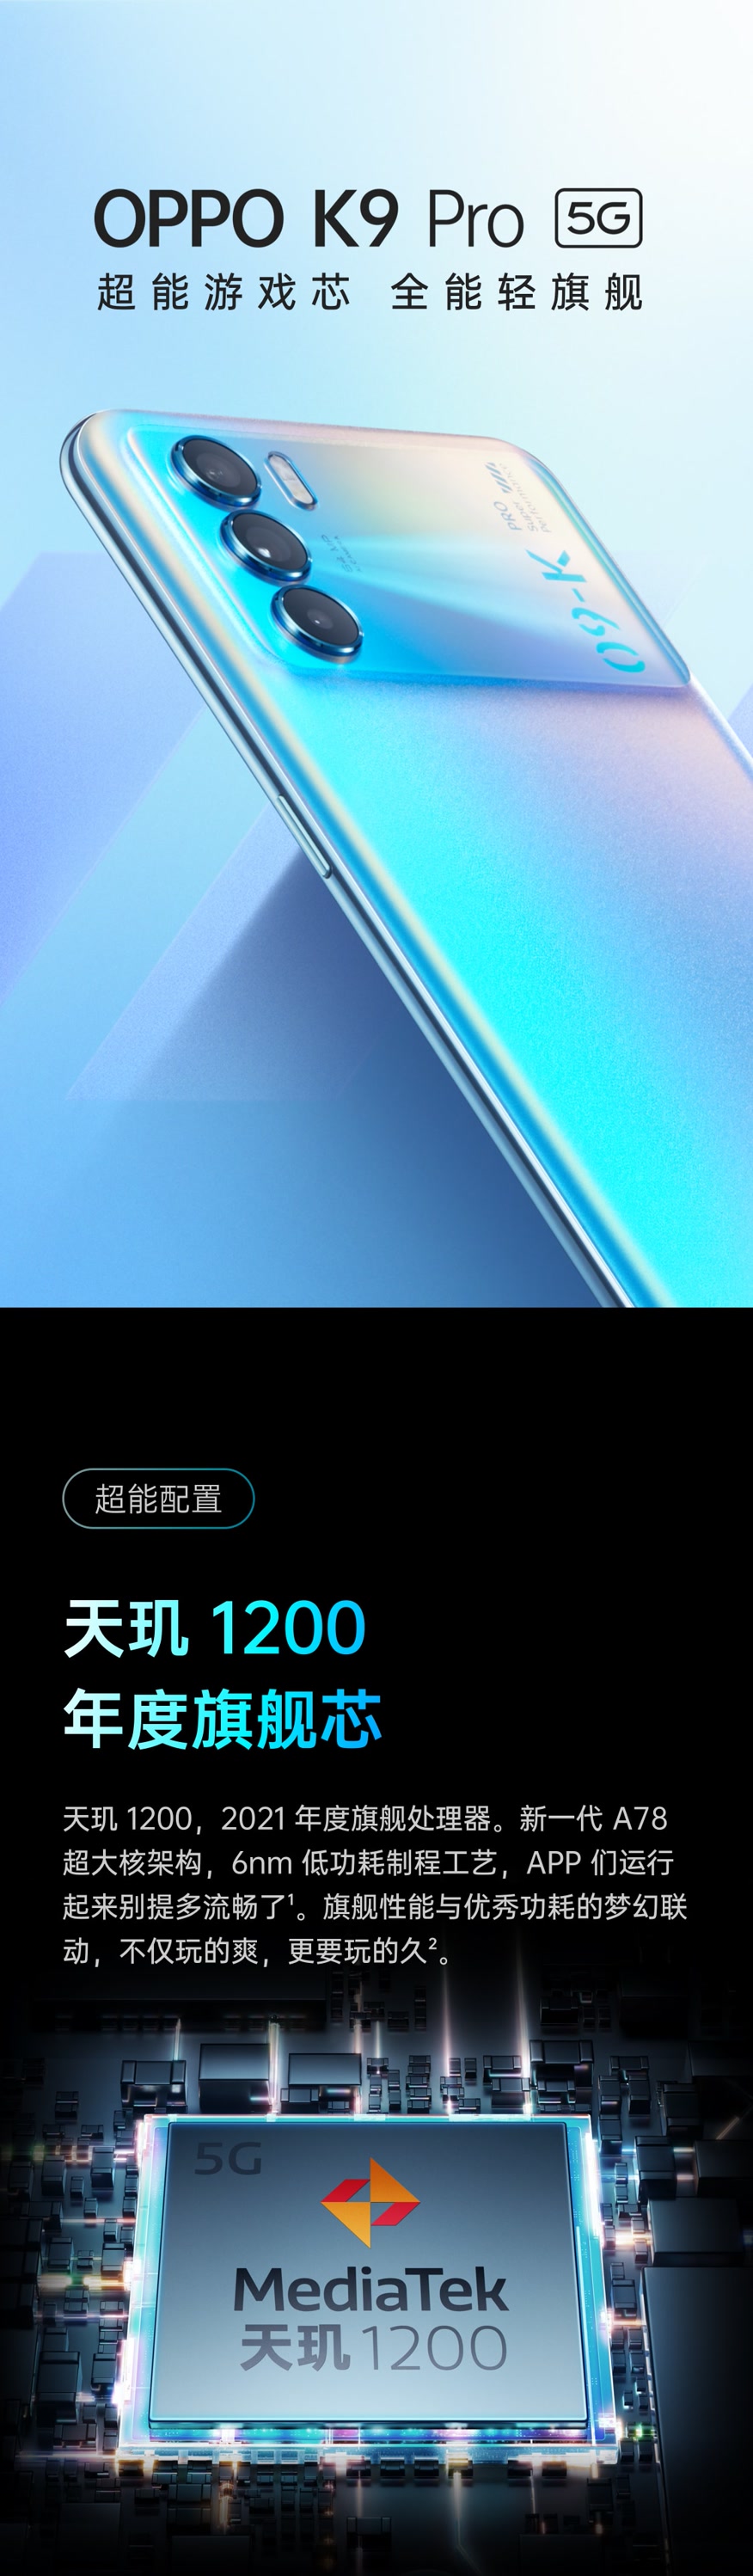 OPPO K9 Pro 5G
超能游戏芯 全能轻旗舰
PRO
Super
Performance
O9-K
64 MP
超能配置
天玑 1200
年度旗舰芯
天玑 1200，2021 年度旗舰处理器。新一代 A78
超大核架构，6nm 低功耗制程工艺，APP 们运行
起来别提多流畅了¹。旗舰性能与优秀功耗的梦幻联
动，不仅玩的爽，更要玩的久²。
5G
MediaTek
天玑 1200